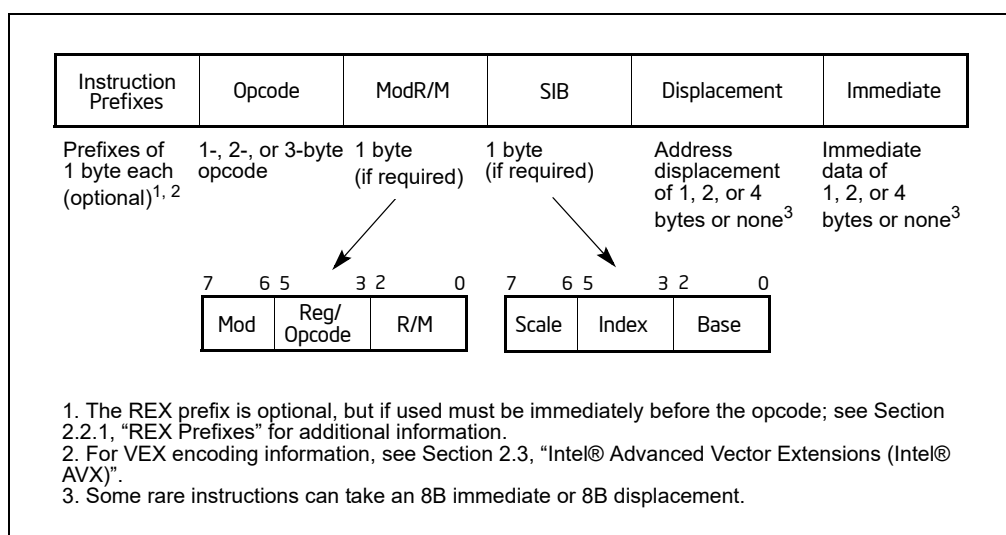 Instruction Prefixes
Opcode
ModR/M
SIB
Displacement
Immediate
Prefixes of
1 byte each
(optional)1, 2
1-, 2-, or 3-byte
opcode
1 byte
(if required)
1 byte
(if required)
Address
displacement
of 1, 2, or 4
bytes or none3
Immediate
data of
1, 2, or 4
bytes or none3
7 6 5 3 2 0
Mod
Reg/
Opcode
R/M
7 6 5 3 2 0
Scale
Index
Base
1. The REX prefix is optional, but if used must be immediately before the opcode; see Section
2.2.1, “REX Prefixes” for additional information.
2. For VEX encoding information, see Section 2.3, “Intel® Advanced Vector Extensions (Intel®
AVX)”.
3. Some rare instructions can take an 8B immediate or 8B displacement.